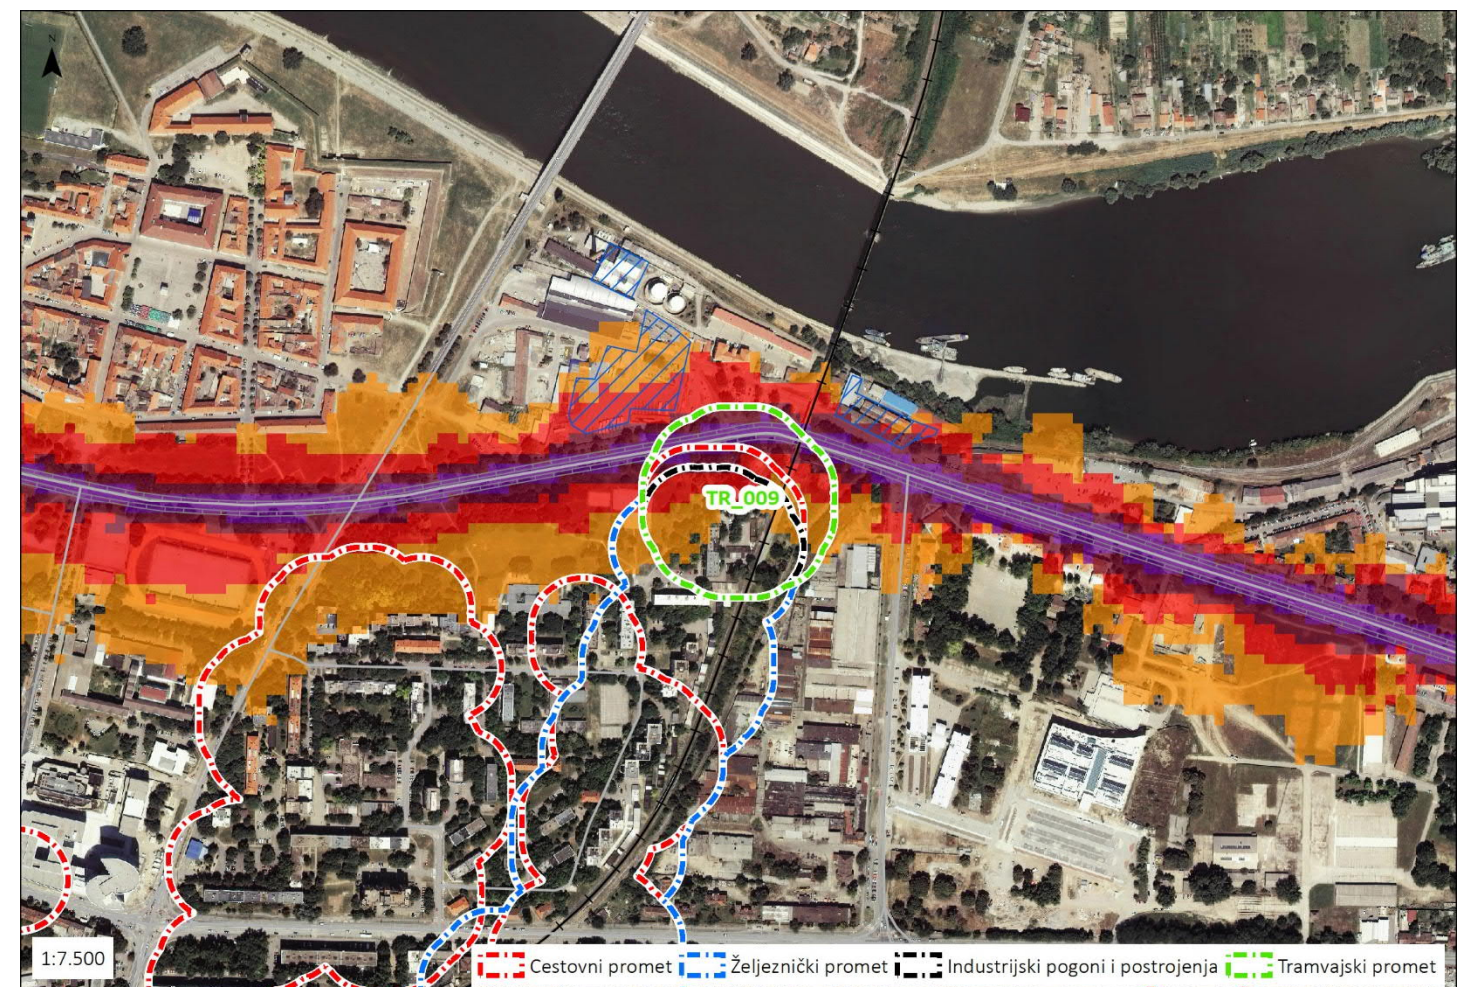 TR_009
1:7.500
Cestovni promet
Željeznički promet
Industrijski pogoni i postrojenja
Tramvajski promet